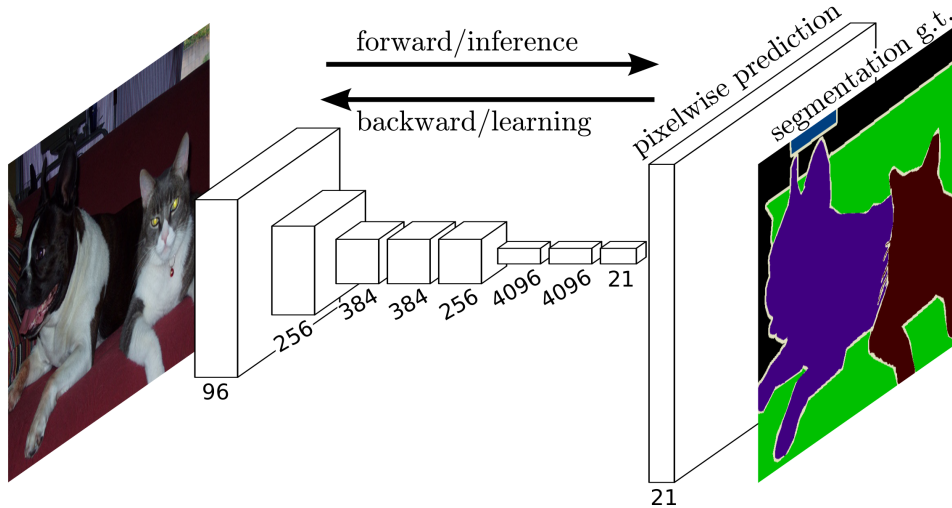 forward/inference
backward/learning
pixelwise prediction
segmentation g.t.
96
256
384
384
256
4096
4096
21
21